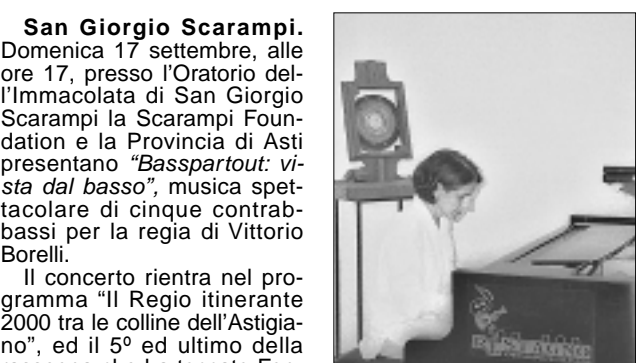 San Giorgio Scarampi.
Domenica 17 settembre, alle
ore 17, presso l'Oratorio del-
l'Immacolata di San Giorgio
Scarampi la Scarampi Foun-
dation e la Provincia di Asti
presentano "Basspartout: vi-
sta dal basso", musica spet-
tacolare di cinque contrab-
bassi per la regia di Vittorio
Borelli.
Il concerto rientra nel pro-
gramma "Il Regio itinerante
2000 tra le colline dell'Astigia-
no", ed il 5º ed ultimo della